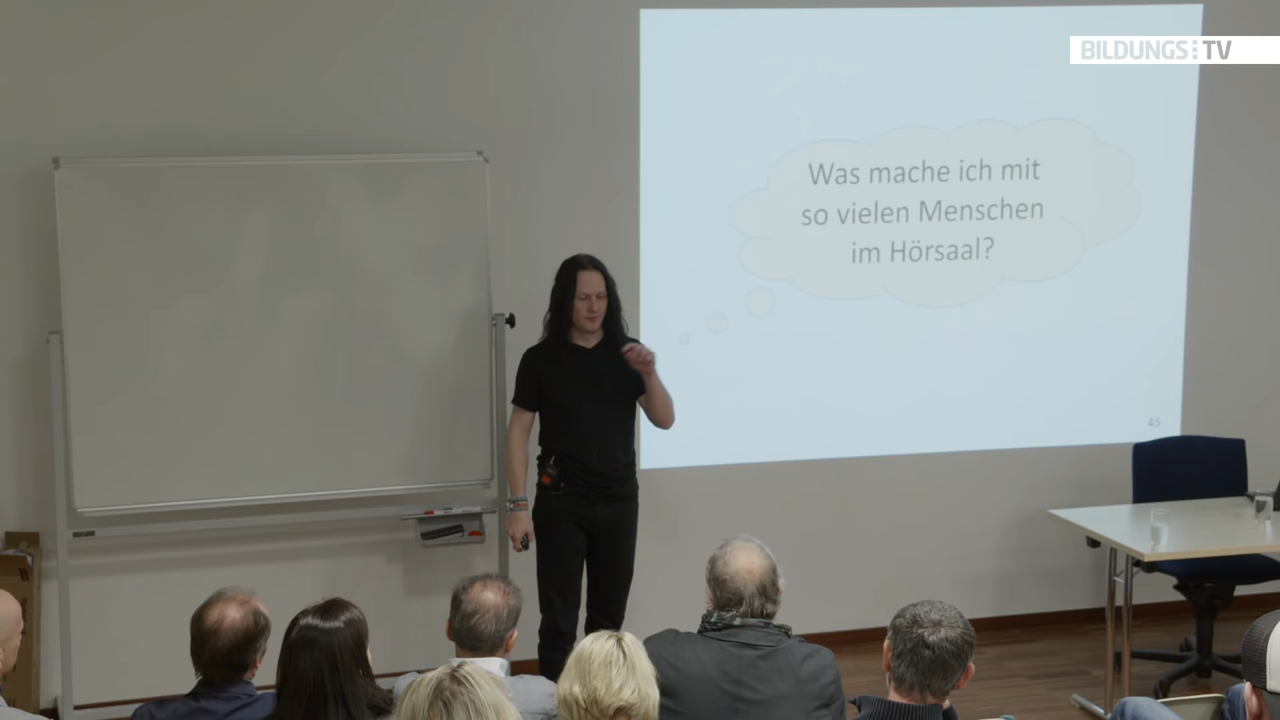 BILDUNGS TV
Was mache ich mit
so vielen Menschen
im Hörsaal?
45